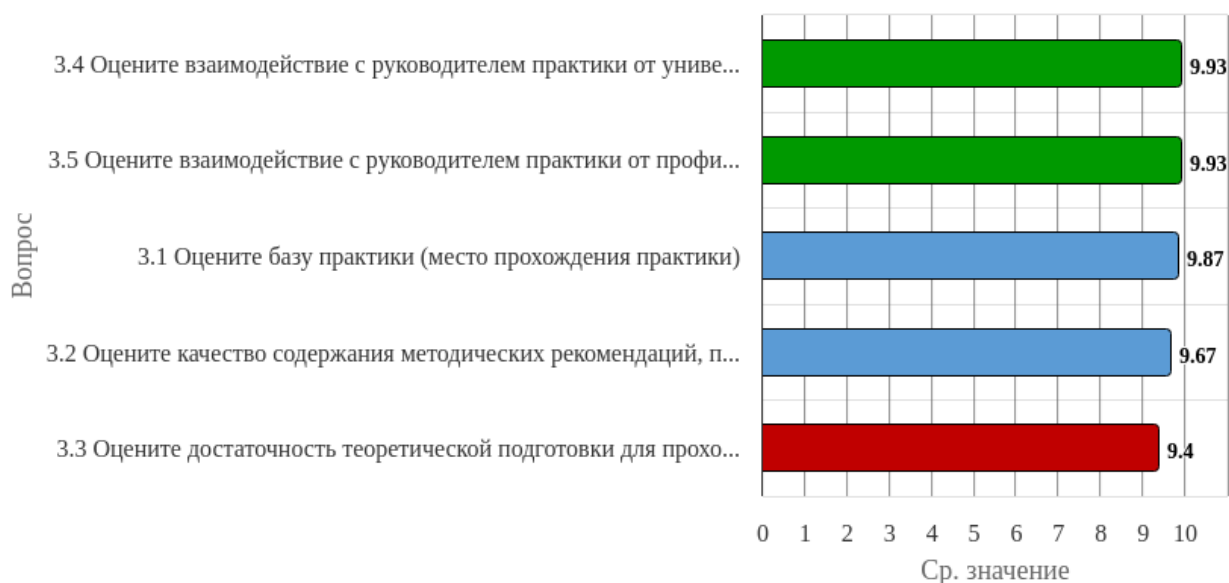 3.4 Оцените взаимодействие с руководителем практики от униве...
9.93
3.5 Оцените взаимодействие с руководителем практики от профи...
9.93
3.1 Оцените базу практики (место прохождения практики)
9.87
3.2 Оцените качество содержания методических рекомендаций, п...
9.67
3.3 Оцените достаточность теоретической подготовки для прохо...
9.4
Вопрос
0 1 2 3 4 5 6 7 8 9 10
Ср. значение